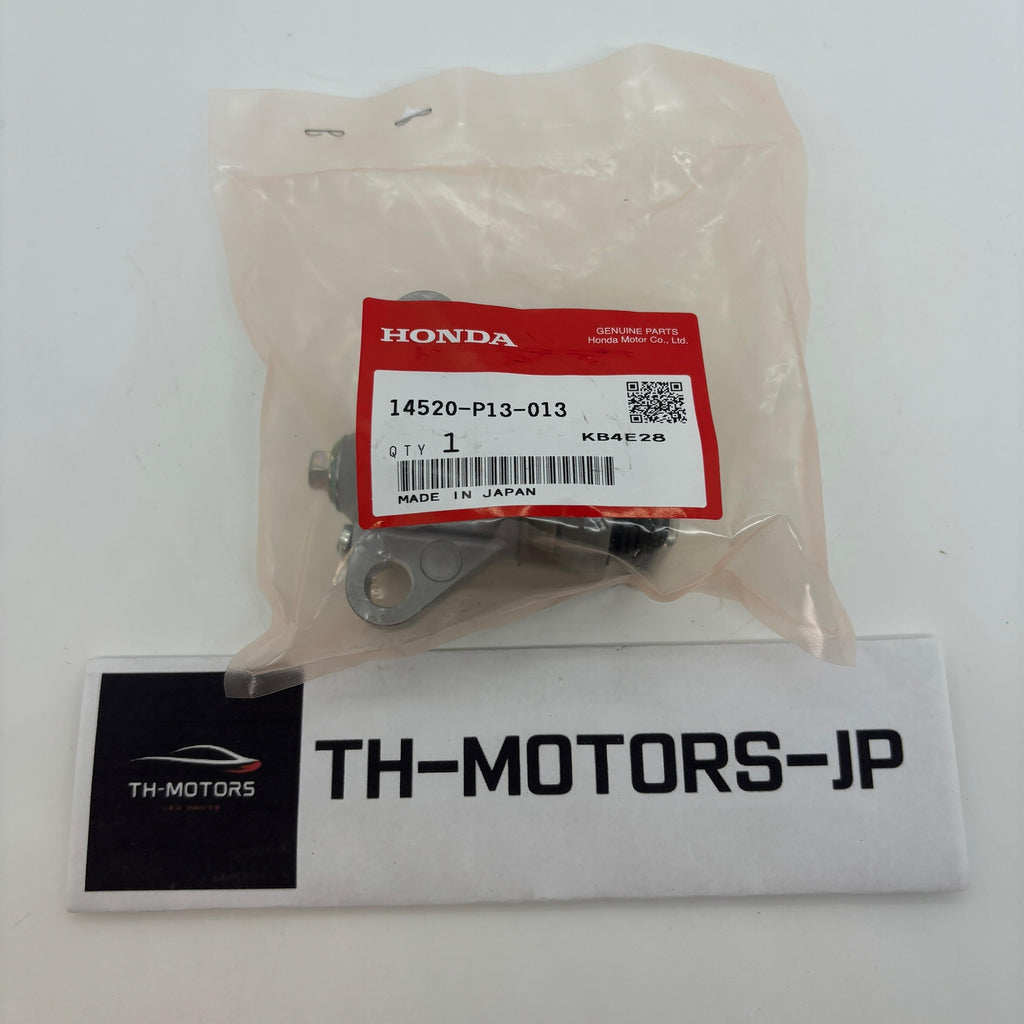 HONDA
GENUINE PARTS
Honda Motor Co., Ltd.
14520-P13-013
QTY 1
KB4E28
MADE IN JAPAN
TH-MOTORS
TH-MOTORS-JP